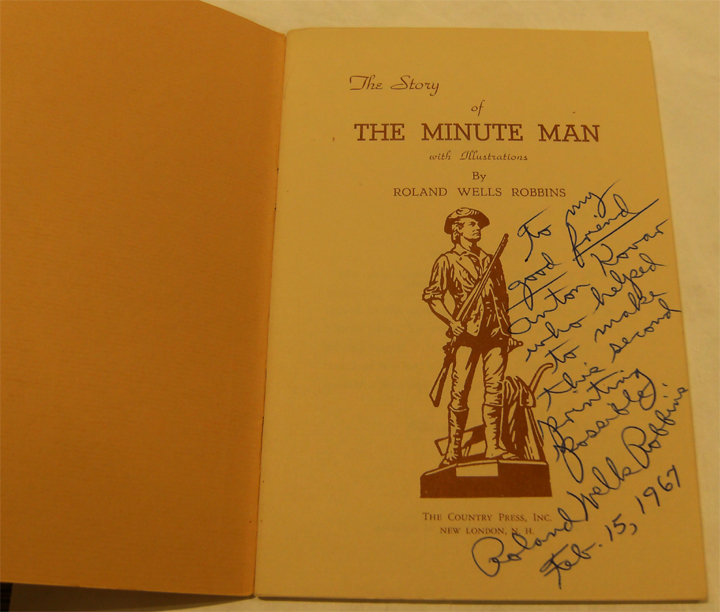 The Story
of
THE MINUTE MAN
with Illustrations
By
ROLAND WELLS ROBBINS
THE COUNTRY PRESS, INC.
NEW LONDON, N. H.
to my
good friend
Anton Kovar
who helped
to make
this second
printing
possible
Roland Wells Robbins
Feb. 15, 1967